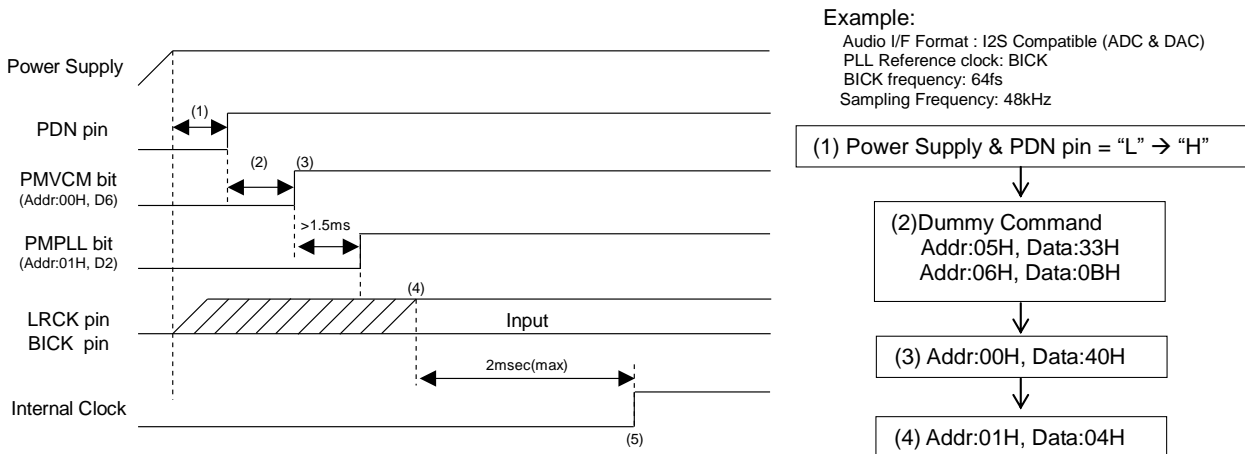 Power Supply
(1)
PDN pin
(2)
(3)
PMVCM bit
(Addr:00H, D6)
>1.5ms
PMPLL bit
(Addr:01H, D2)
(4)
LRCK pin
BICK pin
Input
2msec(max)
Internal Clock
(5)
Example:
Audio I/F Format : I2S Compatible (ADC & DAC)
PLL Reference clock: BICK
BICK frequency: 64fs
Sampling Frequency: 48kHz
(1) Power Supply & PDN pin = “L” → “H”
(2)Dummy Command
Addr:05H, Data:33H
Addr:06H, Data:0BH
(3) Addr:00H, Data:40H
(4) Addr:01H, Data:04H